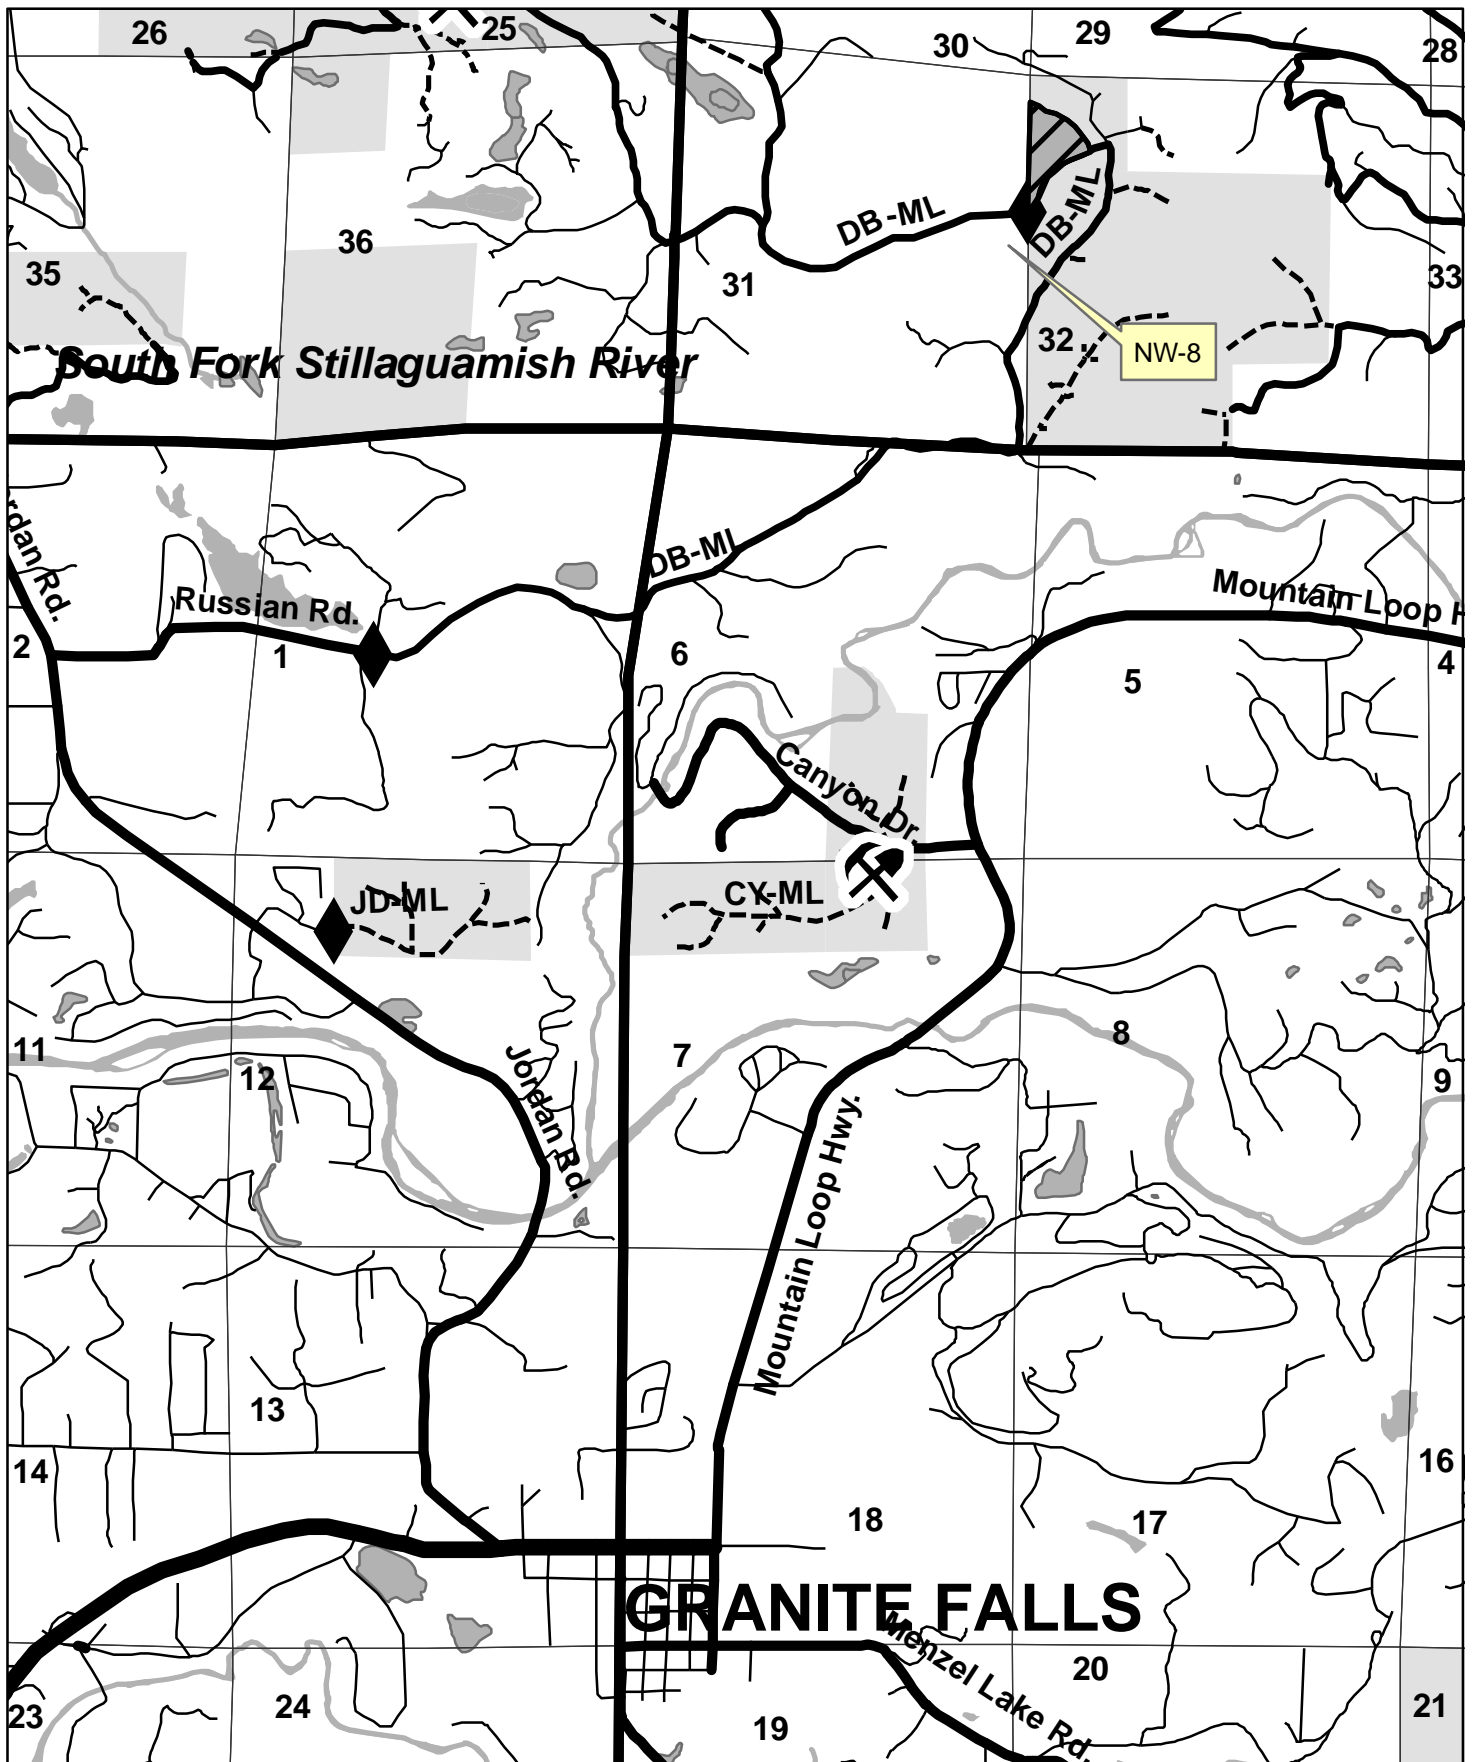 26
25
30
29
28
36
35
31
33
DB-ML
DB-ML
32
NW-8
South Fork Stillaguamish River
Jordan Rd.
DB-ML
Russian Rd.
Mountain Loop H
2
1
6
5
4
Canyon Dr.
JD-ML
CY-ML
11
12
7
8
9
Jordan Rd.
Mountain Loop Hwy.
13
14
16
18
17
GRANITE FALLS
Menzel Lake Rd.
20
23
24
19
21